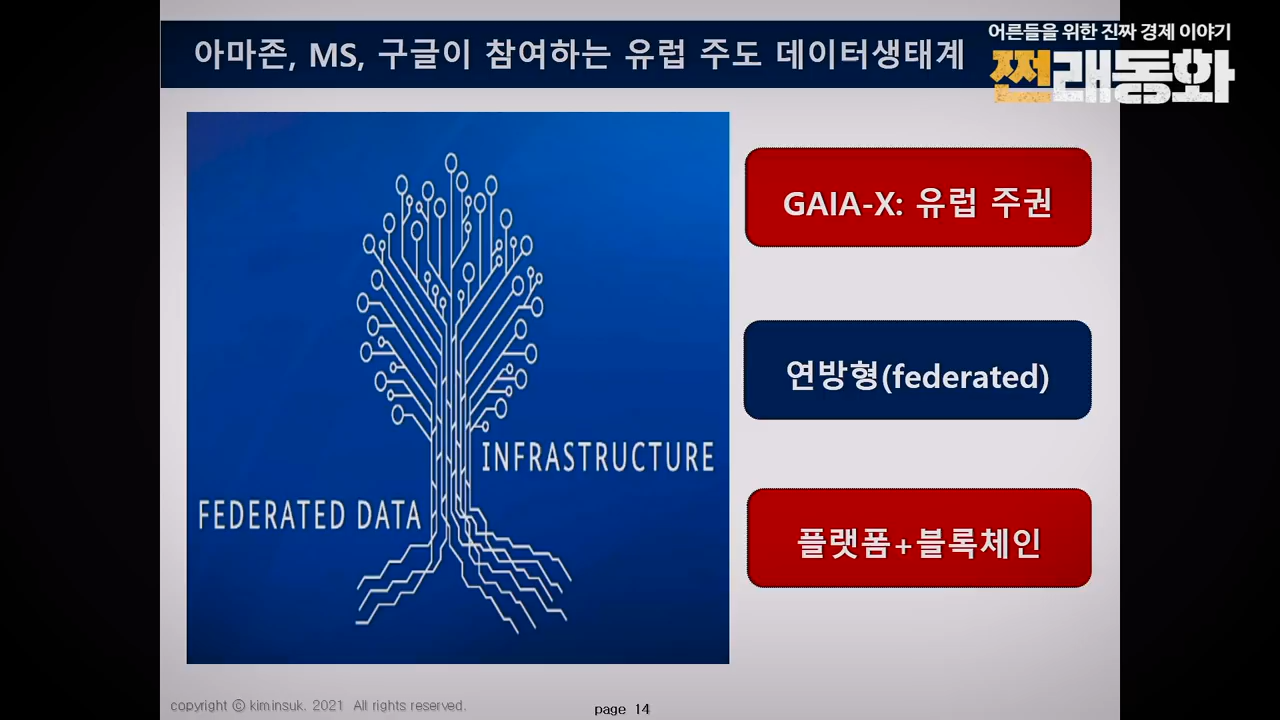 아마존, MS, 구글이 참여하는 유럽 주도 데이터생태계
어른들을 위한 진짜 경제 이야기
쩐래동화
GAIA-X: 유럽 주권
연방형(federated)
플랫폼+블록체인
INFRASTRUCTURE
FEDERATED DATA
copyright ⓒ kiminsuk. 2021 All rights reserved.
page 14